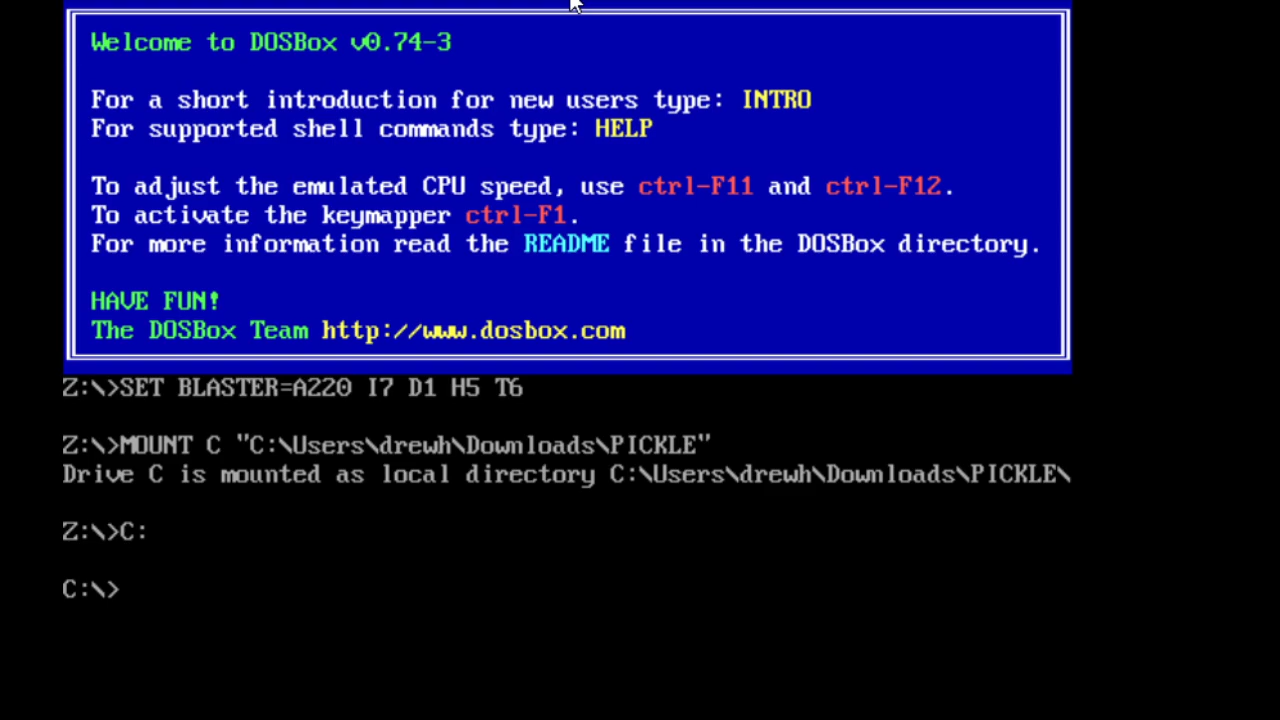 Welcome to DOSBox v0.74-3
For a short introduction for new users type: INTRO
For supported shell commands type: HELP
To adjust the emulated CPU speed, use ctrl-F11 and ctrl-F12.
To activate the keymapper ctrl-F1.
For more information read the README file in the DOSBox directory.
HAVE FUN!
The DOSBox Team http://www.dosbox.com
Z:\>SET BLASTER=A220 I7 D1 H5 T6
Z:\>MOUNT C "C:\Users\drewh\Downloads\PICKLE"
Drive C is mounted as local directory C:\Users\drewh\Downloads\PICKLE\
Z:\>C:
C:\>